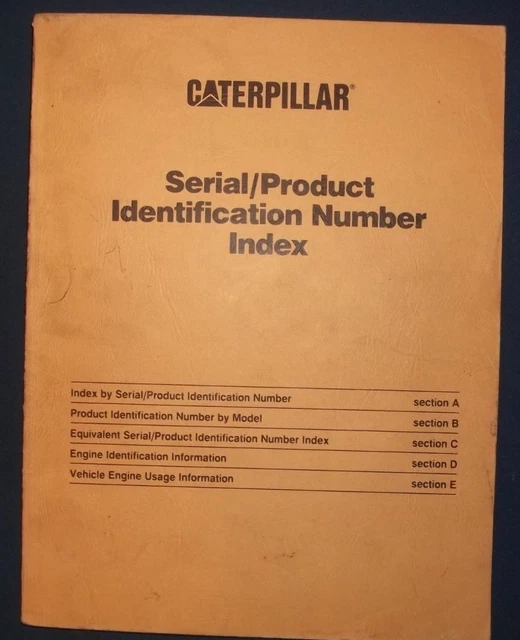 CATERPILLAR®
Serial/Product
Identification Number
Index
Index by Serial/Product Identification Number section A
Product Identification Number by Model section B
Equivalent Serial/Product Identification Number Index section C
Engine Identification Information section D
Vehicle Engine Usage Information section E